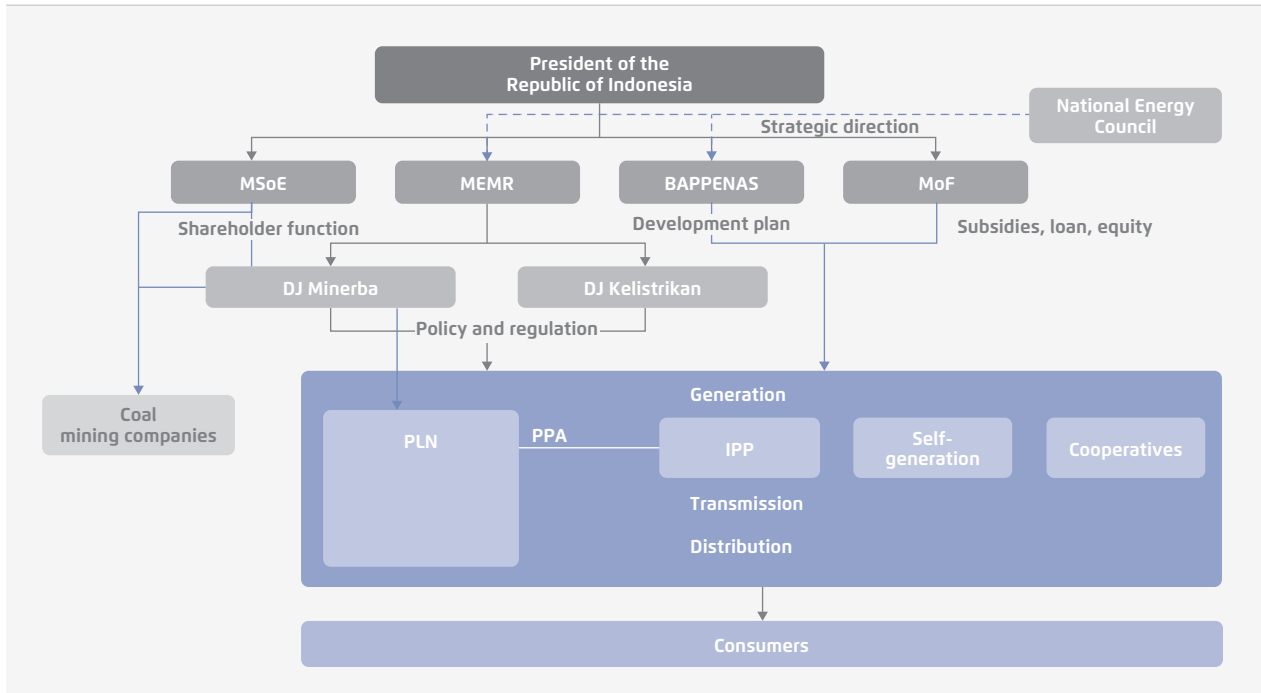 President of the
Republic of Indonesia
National Energy
Council
Strategic direction
MSoE
MEMR
BAPPENAS
MoF
Shareholder function
Development plan
Subsidies, loan, equity
DJ Minerba
DJ Kelistrikan
Policy and regulation
Coal
mining companies
Generation
PLN
PPA
IPP
Self-
generation
Cooperatives
Transmission
Distribution
Consumers